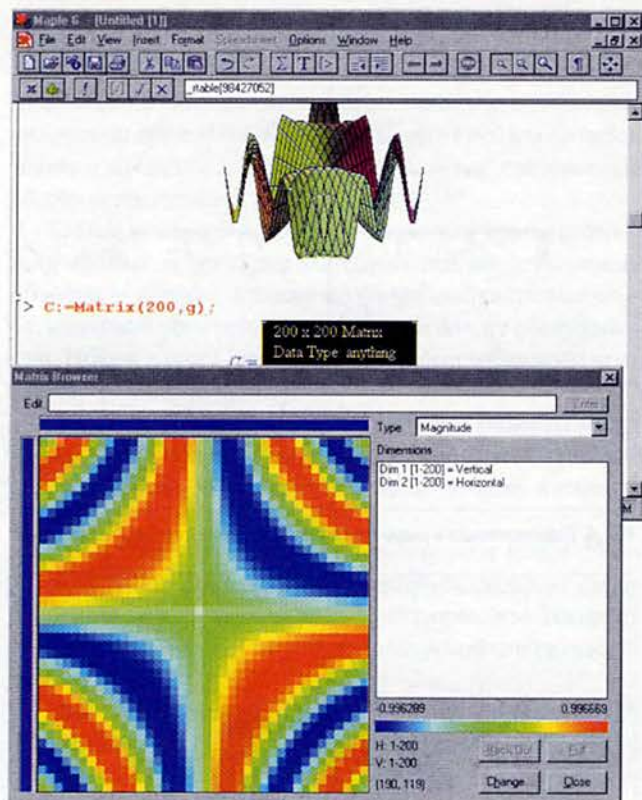 Maple 6 - [Untitled [1]]
File Edit View Insert Format Spreadsheet Options Window Help
_rtable[98427052]
> C:=Matrix(200,g);
200 x 200 Matrix
Data Type anything
C :=
Matrix Browser
Edit Enter
Type Magnitude
Dimensions
Dim 1 [1-200] = Vertical
Dim 2 [1-200] = Horizontal
-0.996289 0.996669
H: 1-200
V: 1-200
(190, 119)
Change Close